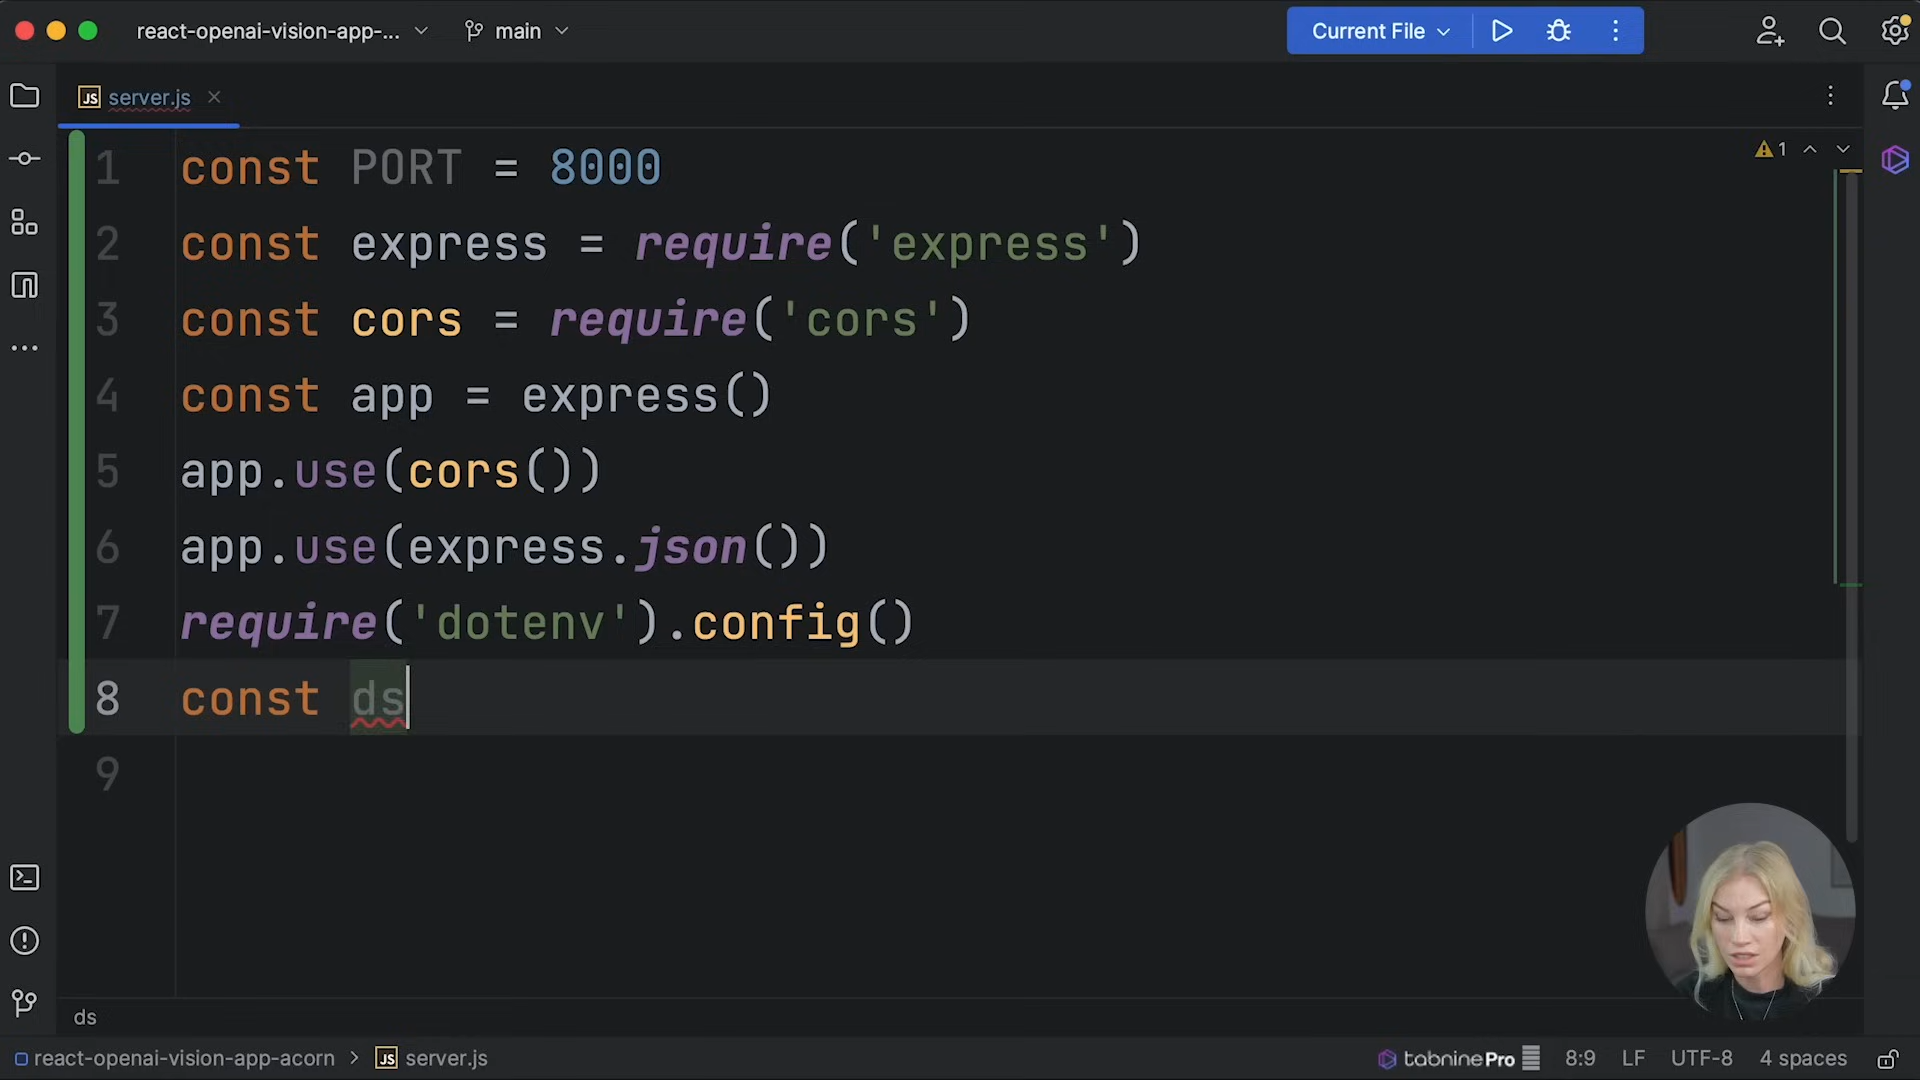 react-openai-vision-app-...
main
Current File
JS server.js
1 const PORT = 8000
1
2 const express = require('express')
3 const cors = require('cors')
4 const app = express()
5 app.use(cors())
6 app.use(express.json())
7 require('dotenv').config()
8 const ds
9
ds
react-openai-vision-app-acorn > JS server.js
tabnine Pro 8:9 LF UTF-8 4 spaces